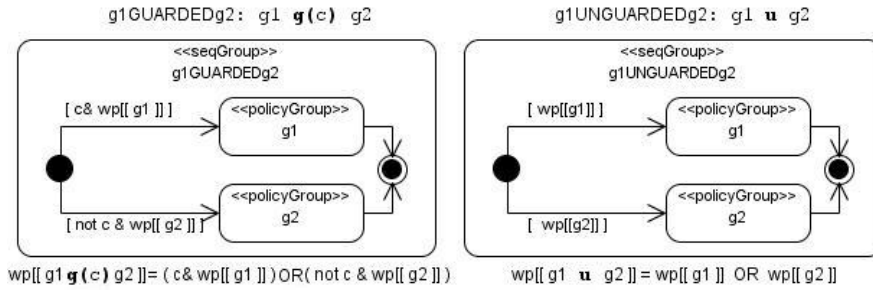 g1GUARDEDg2: g1 g(c) g2
<<seqGroup>>
g1GUARDEDg2
[ c& wp[[ g1 ]] ]
<<policyGroup>>
g1
<<policyGroup>>
g2
[ not c & wp[[ g2 ]] ]
wp[[ g1 g(c) g2 ]]= ( c& wp[[ g1 ]] ) OR( not c & wp[[ g2 ]] )
g1UNGUARDEDg2: g1 u g2
<<seqGroup>>
g1UNGUARDEDg2
[ wp[[g1]] ]
<<policyGroup>>
g1
<<policyGroup>>
g2
[ wp[[g2]] ]
wp[[ g1 u g2 ]] = wp[[ g1 ]] OR wp[[ g2 ]]